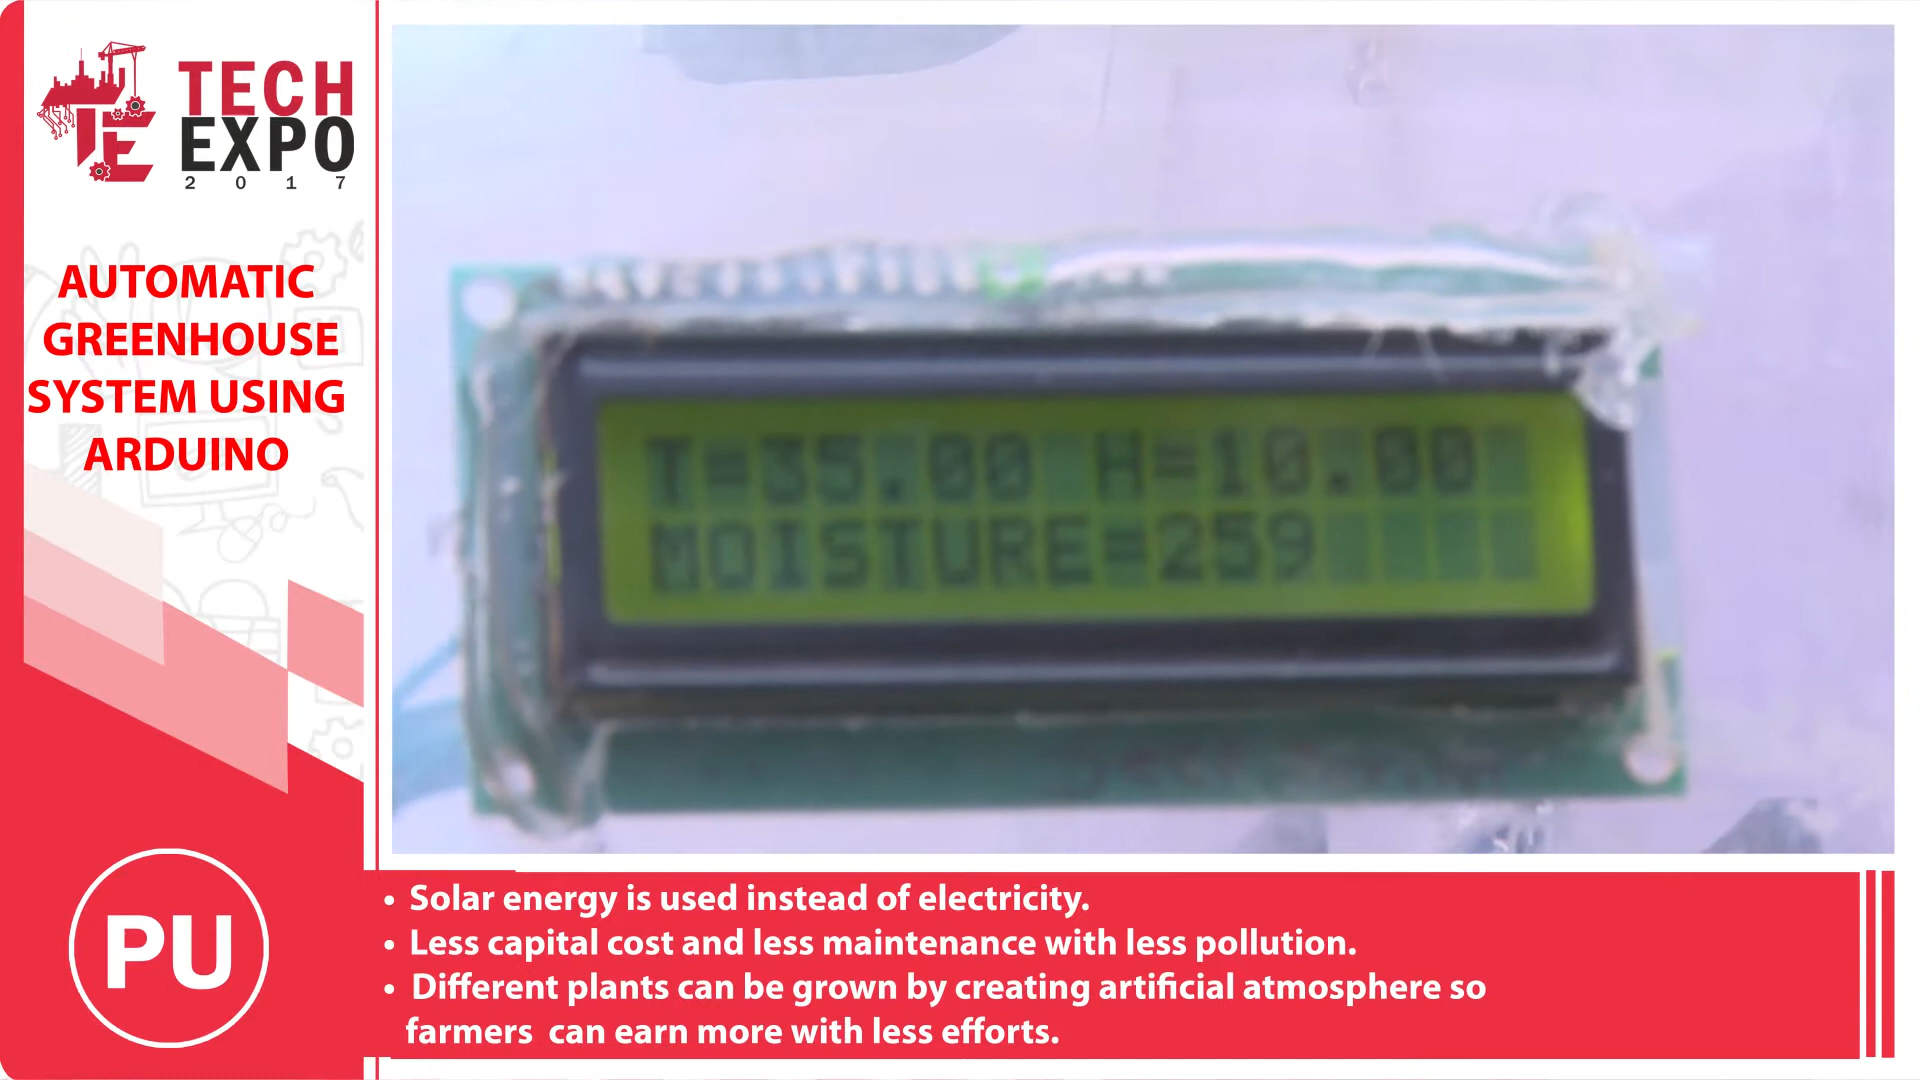 TECH
EXPO
2017
AUTOMATIC
GREENHOUSE
SYSTEM USING
ARDUINO
T=35.00 H=10.00
MOISTURE=259
PU
• Solar energy is used instead of electricity.
• Less capital cost and less maintenance with less pollution.
• Different plants can be grown by creating artificial atmosphere so
farmers can earn more with less efforts.